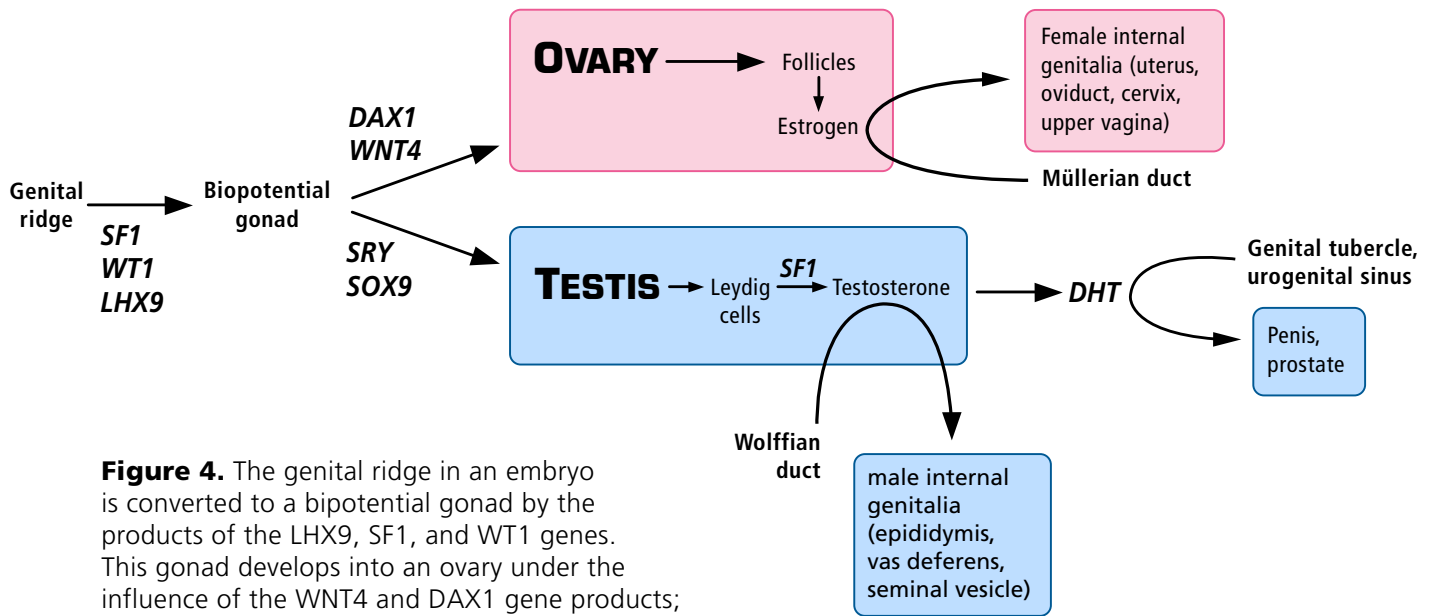 Genital
ridge
SF1
WT1
LHX9
Biopotential
gonad
DAX1
WNT4
SRY
SOX9
OVARY
Follicles
Estrogen
Female internal
genitalia (uterus,
oviduct, cervix,
upper vagina)
Müllerian duct
TESTIS
Leydig
cells
SF1
Testosterone
DHT
Genital tubercle,
urogenital sinus
Penis,
prostate
Wolffian
duct
male internal
genitalia
(epididymis,
vas deferens,
seminal vesicle)
Figure 4. The genital ridge in an embryo
is converted to a bipotential gonad by the
products of the LHX9, SF1, and WT1 genes.
This gonad develops into an ovary under the
influence of the WNT4 and DAX1 gene products;